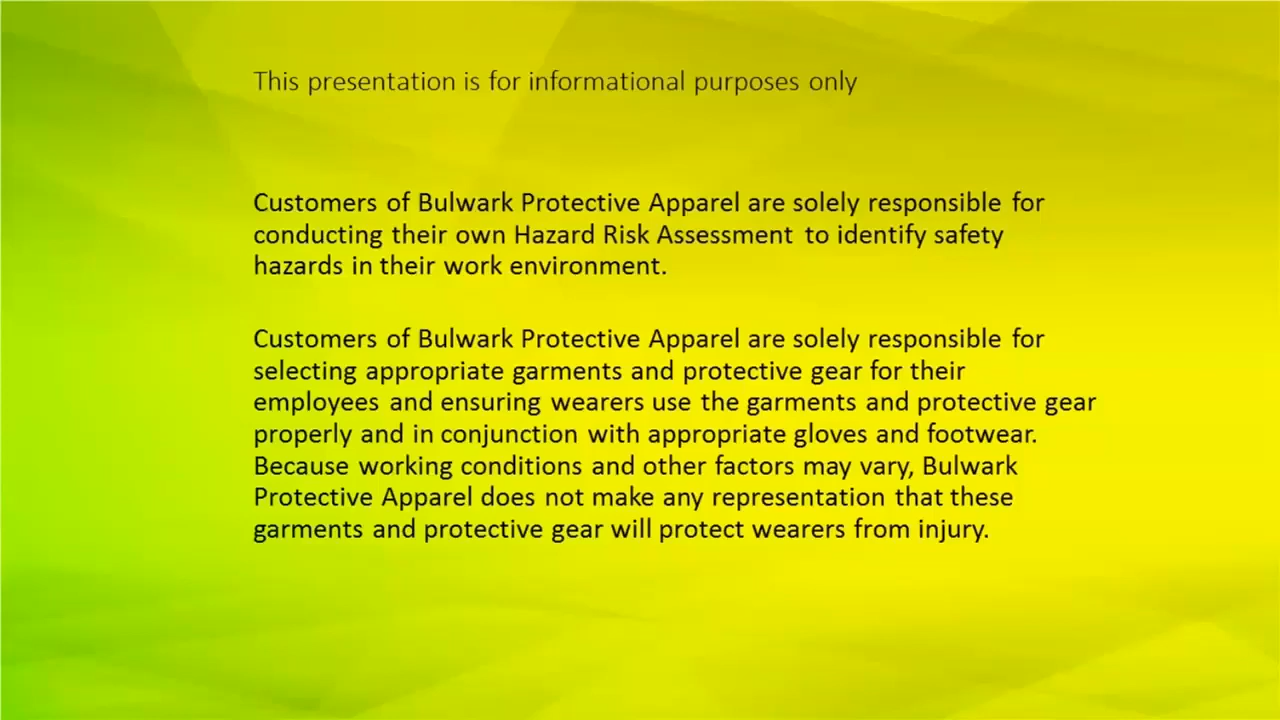 This presentation is for informational purposes only
Customers of Bulwark Protective Apparel are solely responsible for
conducting their own Hazard Risk Assessment to identify safety
hazards in their work environment.
Customers of Bulwark Protective Apparel are solely responsible for
selecting appropriate garments and protective gear for their
employees and ensuring wearers use the garments and protective gear
properly and in conjunction with appropriate gloves and footwear.
Because working conditions and other factors may vary, Bulwark
Protective Apparel does not make any representation that these
garments and protective gear will protect wearers from injury.